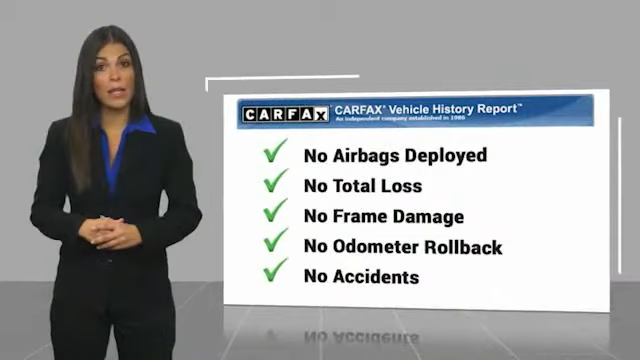 CARFAX CARFAX® Vehicle History Report™
An independent company established in 1986
No Airbags Deployed
No Total Loss
No Frame Damage
No Odometer Rollback
No Accidents